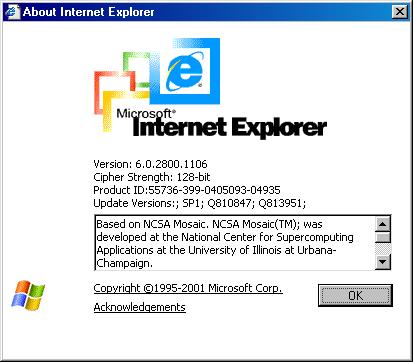 About Internet Explorer
Microsoft®
Internet Explorer
Version: 6.0.2800.1106
Cipher Strength: 128-bit
Product ID:55736-399-0405093-04935
Update Versions:; SP1; Q810847; Q813951;
Based on NCSA Mosaic. NCSA Mosaic(TM); was
developed at the National Center for Supercomputing
Applications at the University of Illinois at Urbana-
Champaign.
Copyright ©1995-2001 Microsoft Corp.
OK
Acknowledgements